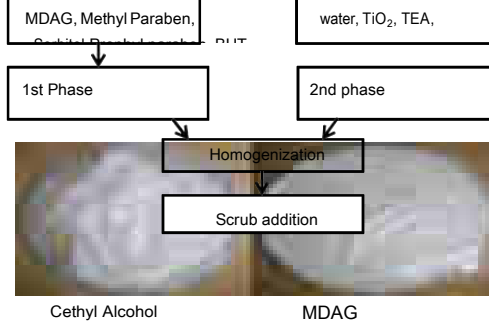 MDAG, Methyl Paraben,
water, TiO₂, TEA,
1st Phase
2nd phase
Homogenization
Scrub addition
Cethyl Alcohol
MDAG